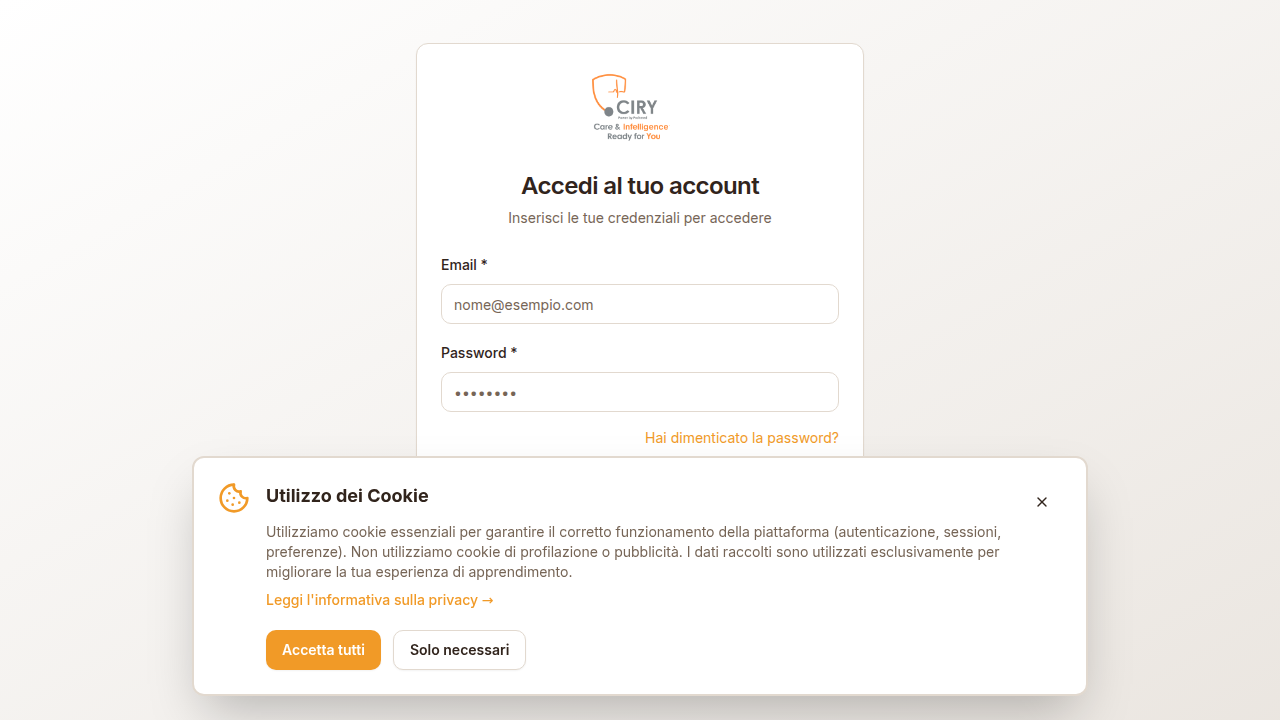 CIRY
Care & Intelligence
Ready for You
Accedi al tuo account
Inserisci le tue credenziali per accedere
Email *
nome@esempio.com
Password *
••••••••
Hai dimenticato la password?
Utilizzo dei Cookie
×
Utilizziamo cookie essenziali per garantire il corretto funzionamento della piattaforma (autenticazione, sessioni,
preferenze). Non utilizziamo cookie di profilazione o pubblicità. I dati raccolti sono utilizzati esclusivamente per
migliorare la tua esperienza di apprendimento.
Leggi l'informativa sulla privacy →
Accetta tutti
Solo necessari